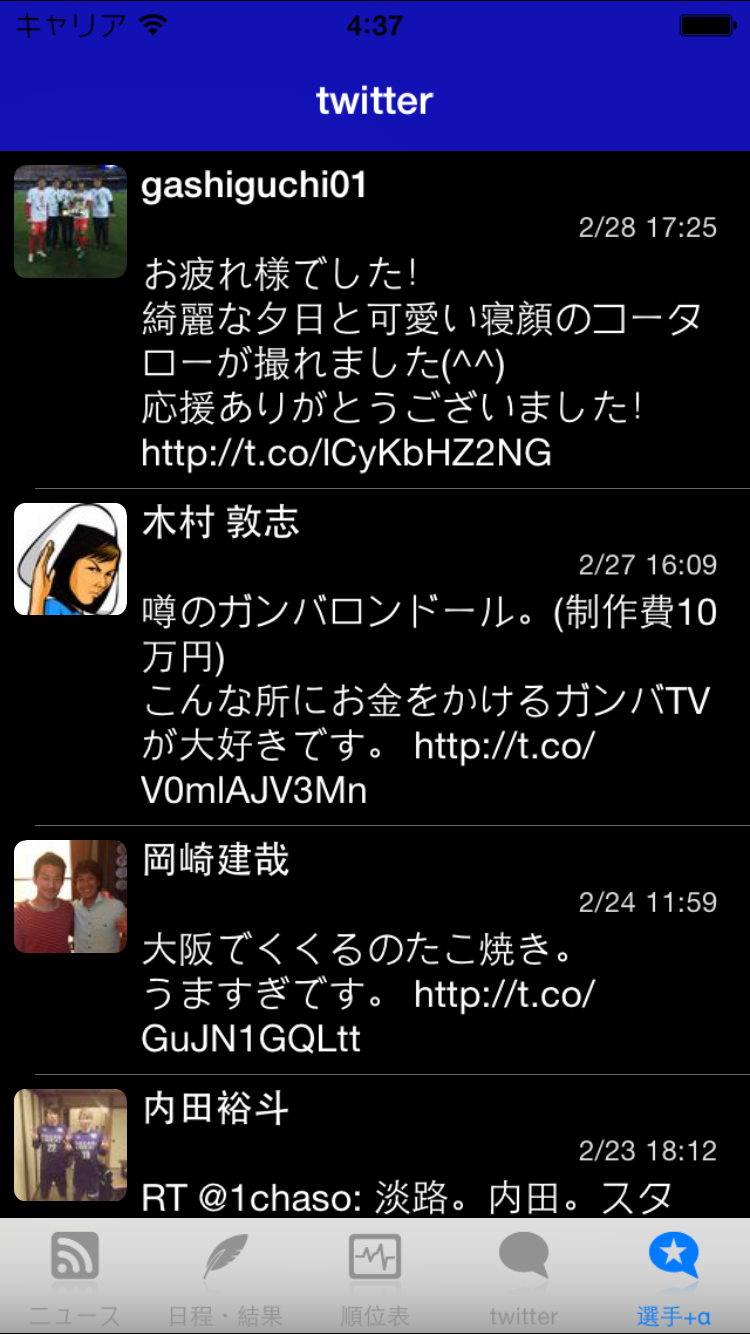 キャリア 4:37
twitter
gashiguchi01
2/28 17:25
お疲れ様でした！
綺麗な夕日と可愛い寝顔のコータ
ローが撮れました(^^)
応援ありがとうございました！
http://t.co/lCyKbHZ2NG
木村 敦志
2/27 16:09
噂のガンバロンドール。(制作費10
万円)
こんな所にお金をかけるガンバTV
が大好きです。 http://t.co/
V0mlAJV3Mn
岡崎建哉
2/24 11:59
大阪でくくるのたこ焼き。
うますぎです。 http://t.co/
GuJN1GQLtt
内田裕斗
2/23 18:12
RT @1chaso: 淡路。内田。スタ
ニュース 日程・結果 順位表 twitter 選手+α